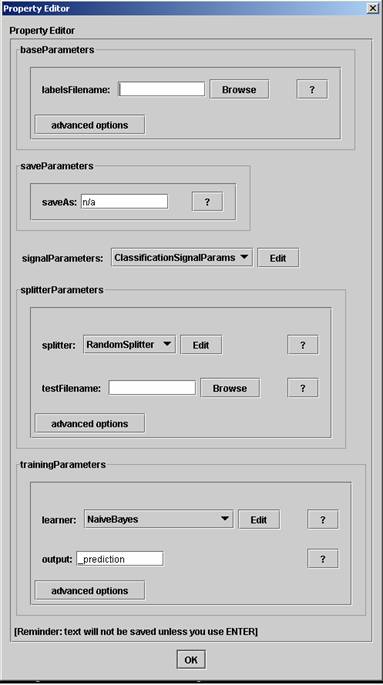 Property Editor
Property Editor
baseParameters
labelsFilename: Browse ?
advanced options
saveParameters
saveAs: n/a ?
signalParameters: ClassificationSignalParams Edit
splitterParameters
splitter: RandomSplitter Edit ?
testFilename: Browse ?
advanced options
trainingParameters
learner: NaiveBayes Edit ?
output: _prediction ?
advanced options
[Reminder: text will not be saved unless you use ENTER]
OK